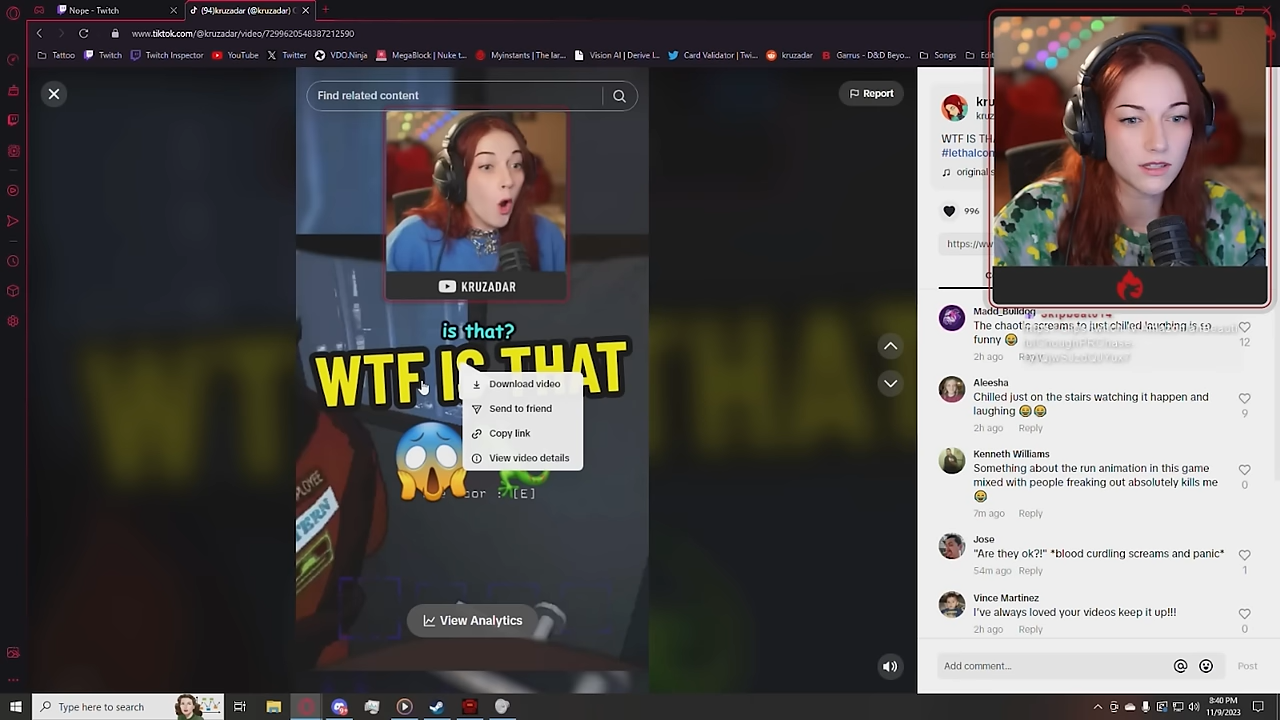 Nope - Twitch
(94)kruzadar (@kruzadar)
www.tiktok.com/@kruzadar/video/7299620548387212590
Tattoo
Twitch
Twitch Inspector
YouTube
Twitter
VDO.Ninja
MegaBlock | Nuke t...
Myinstants | The lar...
Vision AI | Derive I...
Card Validator | Twi...
kruzadar
Garrus - D&D Beyo...
Songs
Find related content
Report
KRUZADAR
is that?
WTF IS THAT
Download video
Send to friend
Copy link
View video details
[E]
View Analytics
WTF IS TH
#lethalcon
original s
996
https://ww
Madd_Bulldog
The chaotic screams to just chilled laughing is so
funny
2h ago
Reply
12
Aleesha
Chilled just on the stairs watching it happen and
laughing
9
2h ago Reply
Kenneth Williams
Something about the run animation in this game
mixed with people freaking out absolutely kills me
0
7m ago Reply
Jose
"Are they ok?!" *blood curdling screams and panic*
1
54m ago Reply
Vince Martinez
I've always loved your videos keep it up!!!
0
2h ago Reply
Add comment...
Post
Type here to search
8:40 PM
11/9/2023